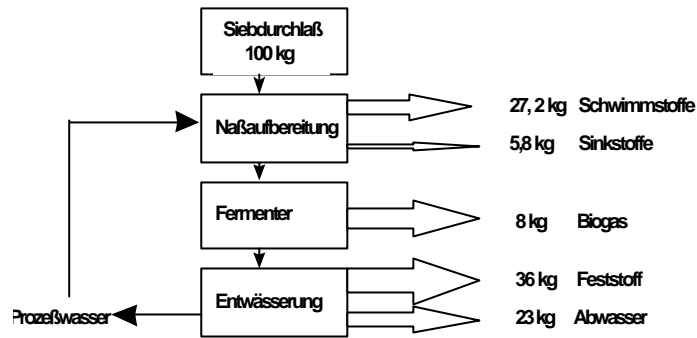 Siebdurchlaß
100 kg
Naßaufbereitung
27, 2 kg Schwimmstoffe
5,8 kg Sinkstoffe
Fermenter
8 kg Biogas
Entwässerung
36 kg Feststoff
23 kg Abwasser
Prozeßwasser